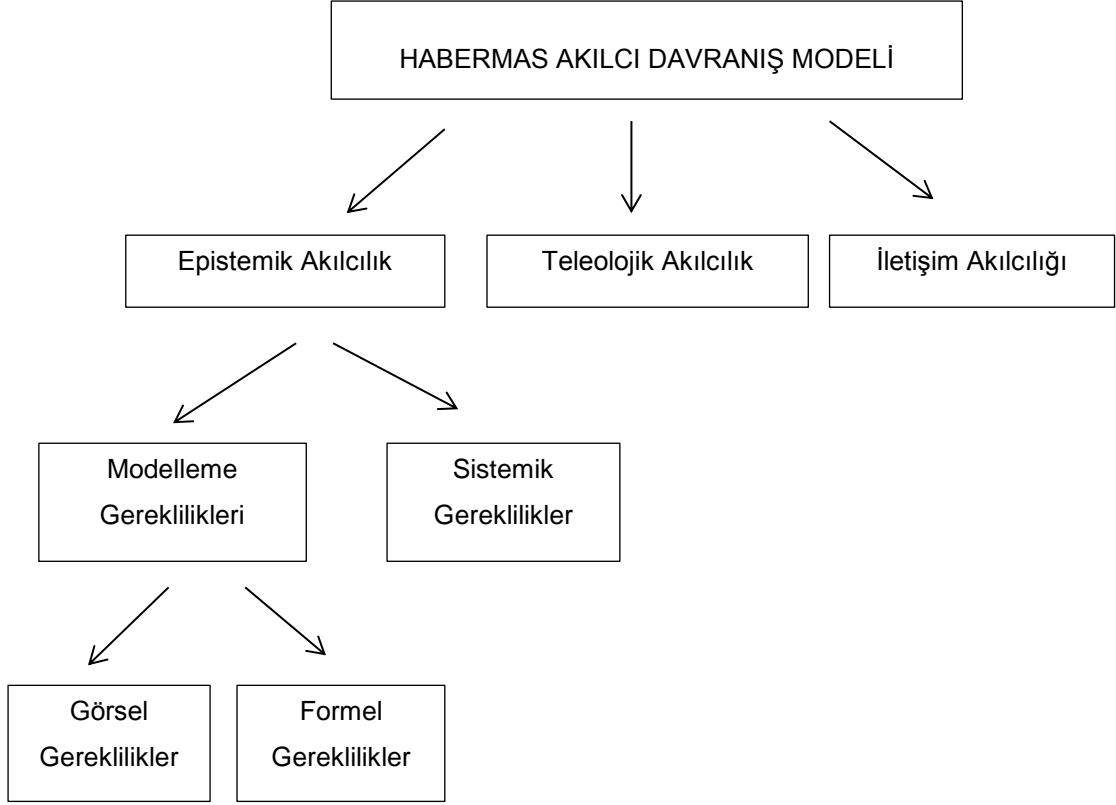 HABERMAS AKILCI DAVRANIŞ MODELİ
Epistemik Akılcılık
Teleolojik Akılcılık
İletişim Akılcılığı
Modelleme
Gereklilikleri
Sistemik
Gereklilikler
Görsel
Gereklilikler
Formel
Gereklilikler